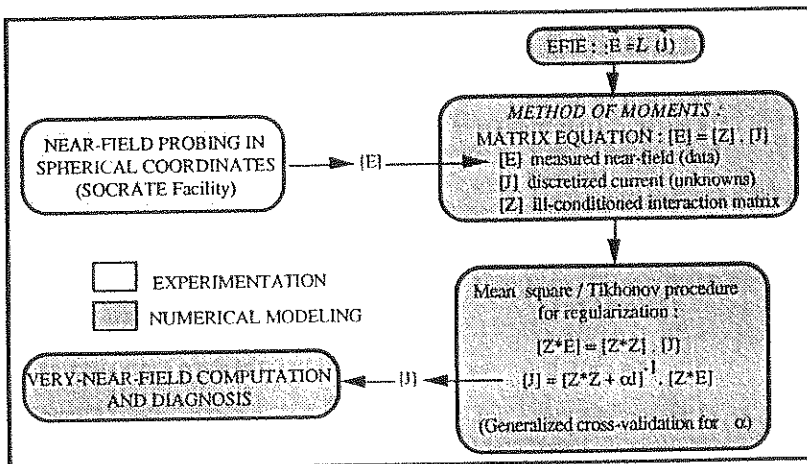 EFIE : E = L (J)
METHOD OF MOMENTS :
MATRIX EQUATION : [E] = [Z] . [J]
[E] measured near-field (data)
[J] discretized current (unknowns)
[Z] ill-conditioned interaction matrix
NEAR-FIELD PROBING IN
SPHERICAL COORDINATES
(SOCRATE Facility)
[E]
EXPERIMENTATION
NUMERICAL MODELING
Mean square / Tikhonov procedure
for regularization :
[Z*E] = [Z*Z] . [J]
[J] = [Z*Z + αI]-1 . [Z*E]
(Generalized cross-validation for α)
[J]
VERY-NEAR-FIELD COMPUTATION
AND DIAGNOSIS